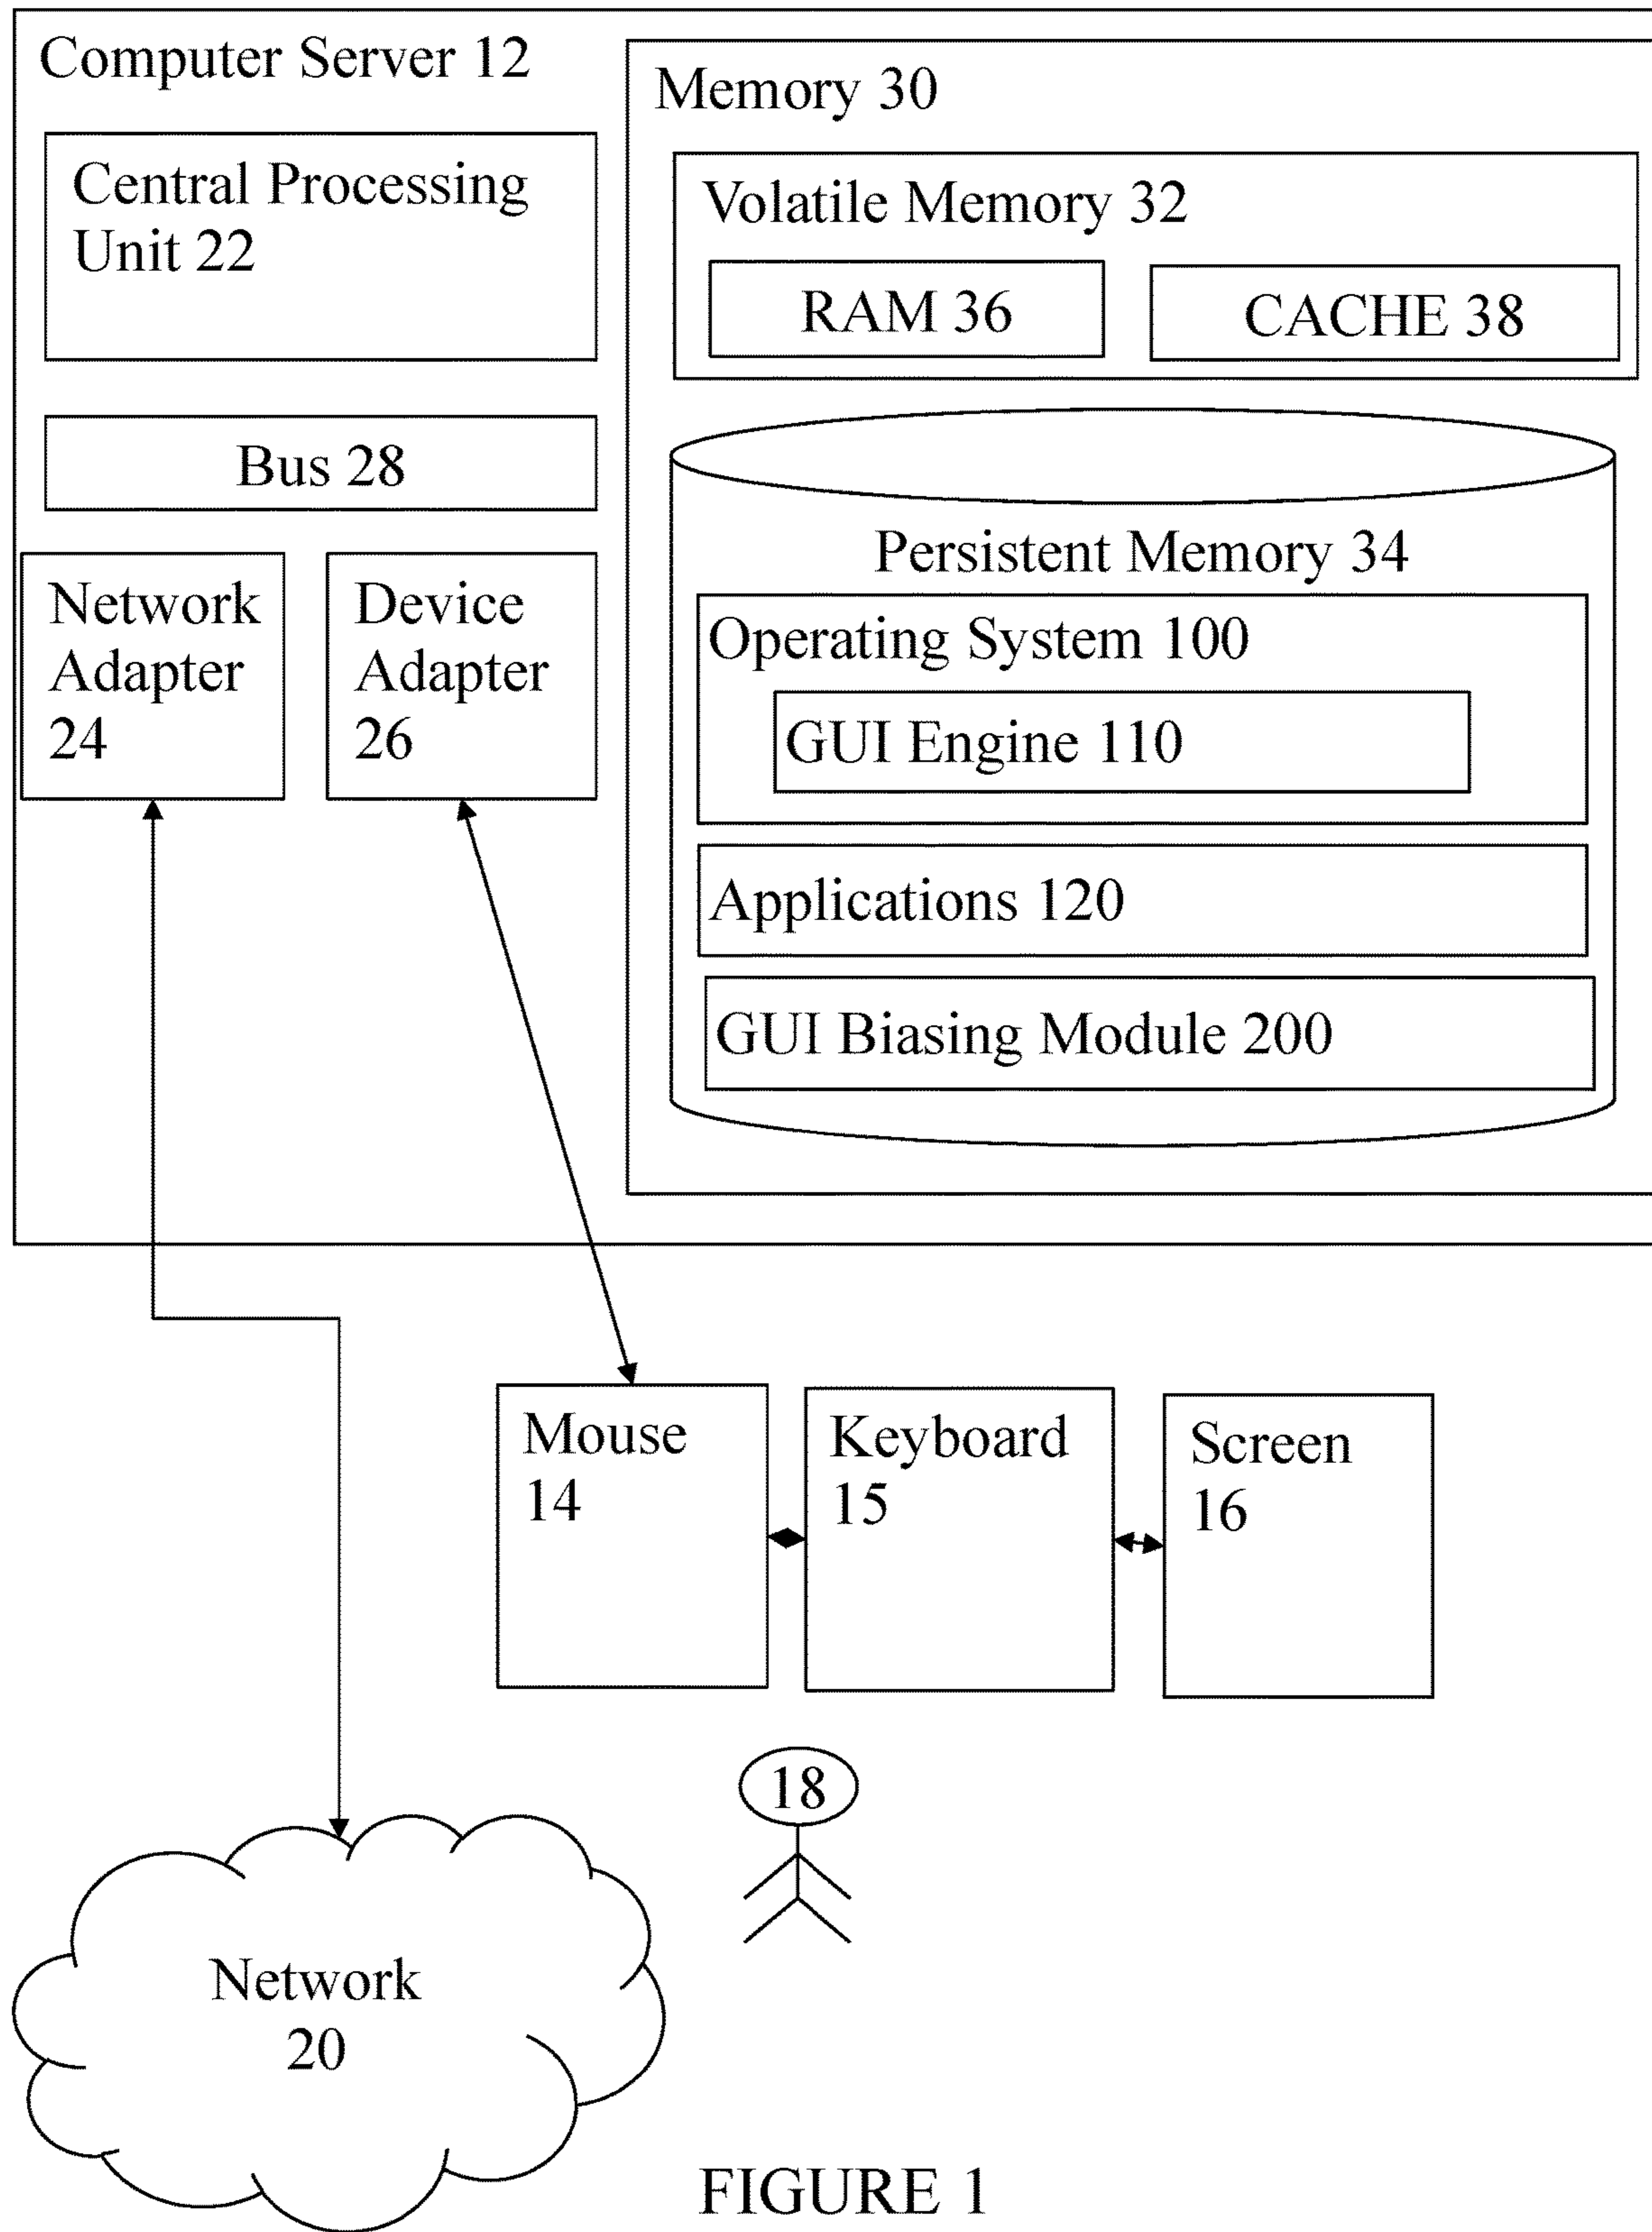 Computer Server 12
Central Processing
Unit 22
Bus 28
Network
Adapter
24
Device
Adapter
26
Memory 30
Volatile Memory 32
RAM 36
CACHE 38
Persistent Memory 34
Operating System 100
GUI Engine 110
Applications 120
GUI Biasing Module 200
Mouse
14
Keyboard
15
Screen
16
18
Network
20
FIGURE 1